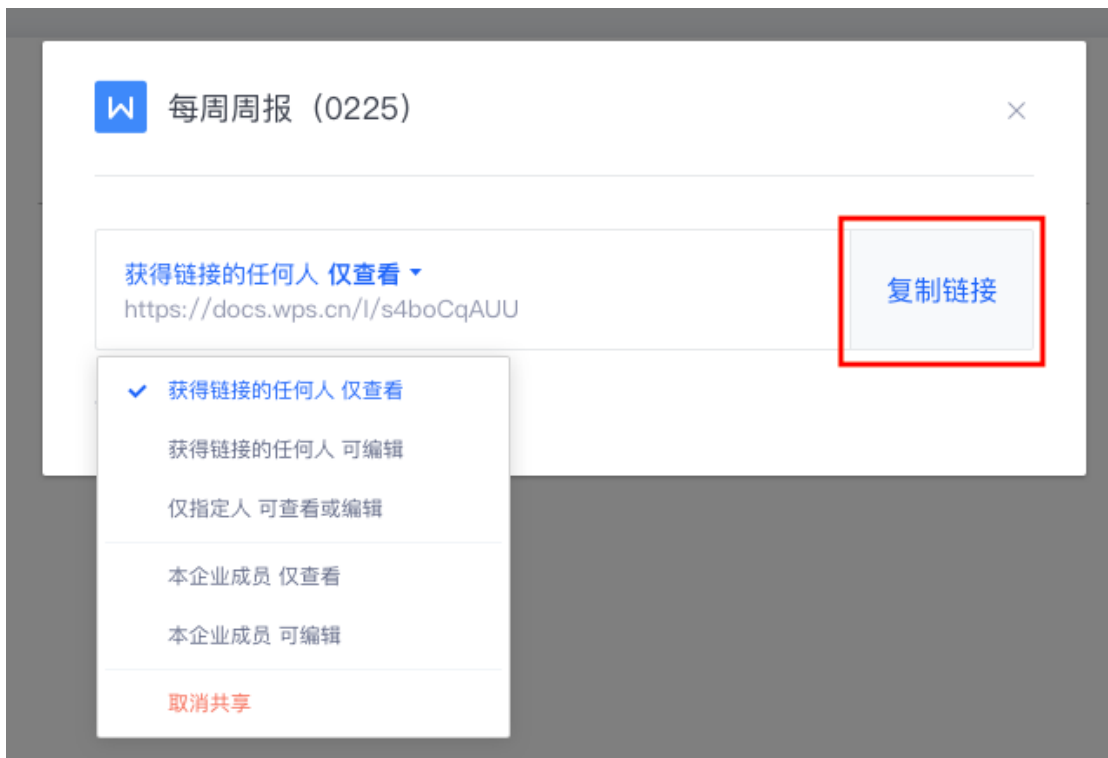 每周周报（0225）
获得链接的任何人 仅查看
https://docs.wps.cn/l/s4boCqAUU
复制链接
获得链接的任何人 仅查看
获得链接的任何人 可编辑
仅指定人 可查看或编辑
本企业成员 仅查看
本企业成员 可编辑
取消共享